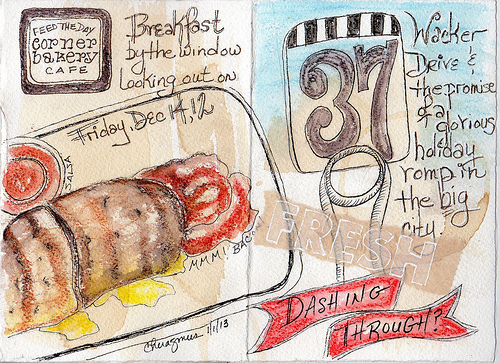 FEED THE DAY
corner
bakery
CAFE
Breakfast
by the window
looking out on
Friday, Dec 14, 12
SALSA
MMM! BACON
1/1/13
37
Wacker
Drive &
the promise
of a
glorious
holiday
romp in
the big
city.
FRESH
DASHING
THROUGH?